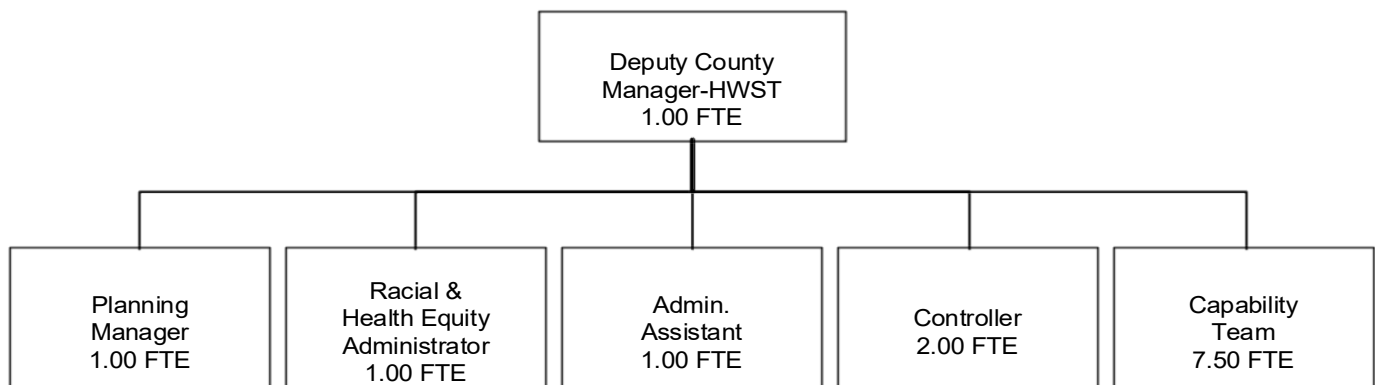 Deputy County
Manager-HWST
1.00 FTE
Planning
Manager
1.00 FTE
Racial &
Health Equity
Administrator
1.00 FTE
Admin.
Assistant
1.00 FTE
Controller
2.00 FTE
Capability
Team
7.50 FTE